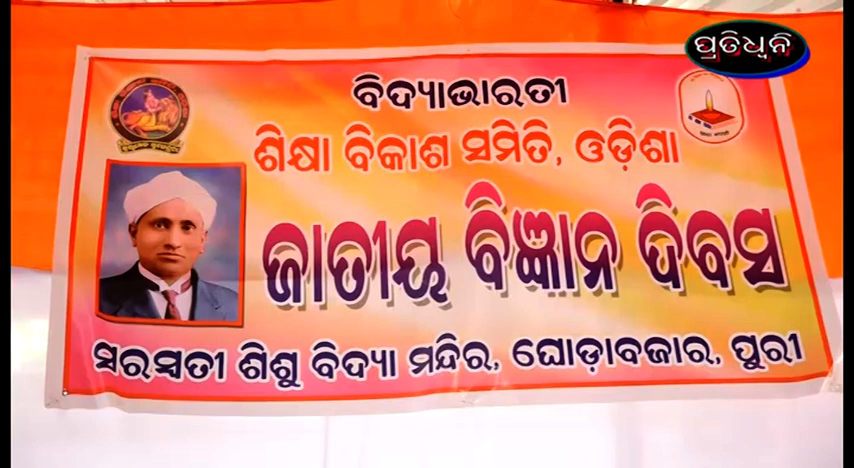 ପ୍ରତିଧ୍ୱନି
ବିଦ୍ୟାଭାରତୀ
ଶିକ୍ଷା ବିକାଶ ସମିତି, ଓଡ଼ିଶା
ଜାତୀୟ ବିଜ୍ଞାନ ଦିବସ
ସରସ୍ୱତୀ ଶିଶୁ ବିଦ୍ୟା ମନ୍ଦିର, ଘୋଡ଼ାବଜାର, ପୁରୀ